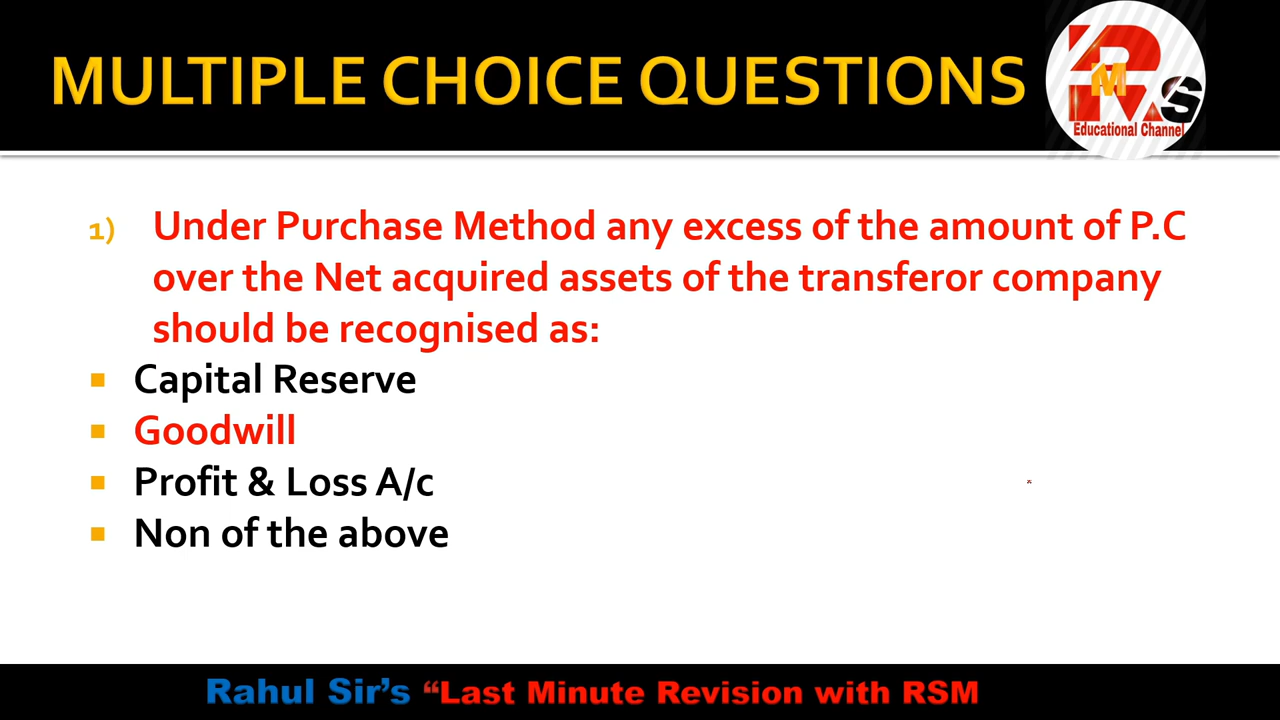 MULTIPLE CHOICE QUESTIONS
RMS
Educational Channel
1) Under Purchase Method any excess of the amount of P.C
over the Net acquired assets of the transferor company
should be recognised as:
Capital Reserve
Goodwill
Profit & Loss A/c
Non of the above
Rahul Sir’s “Last Minute Revision with RSM